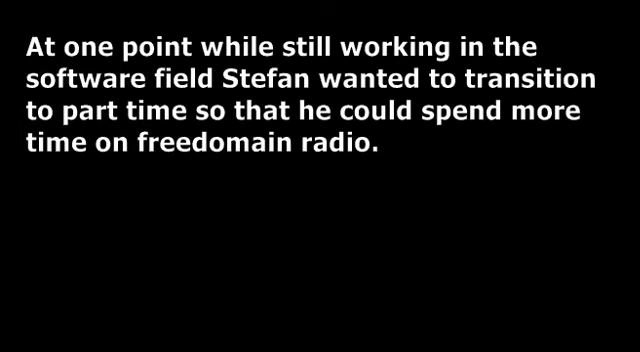 At one point while still working in the
software field Stefan wanted to transition
to part time so that he could spend more
time on freedomain radio.